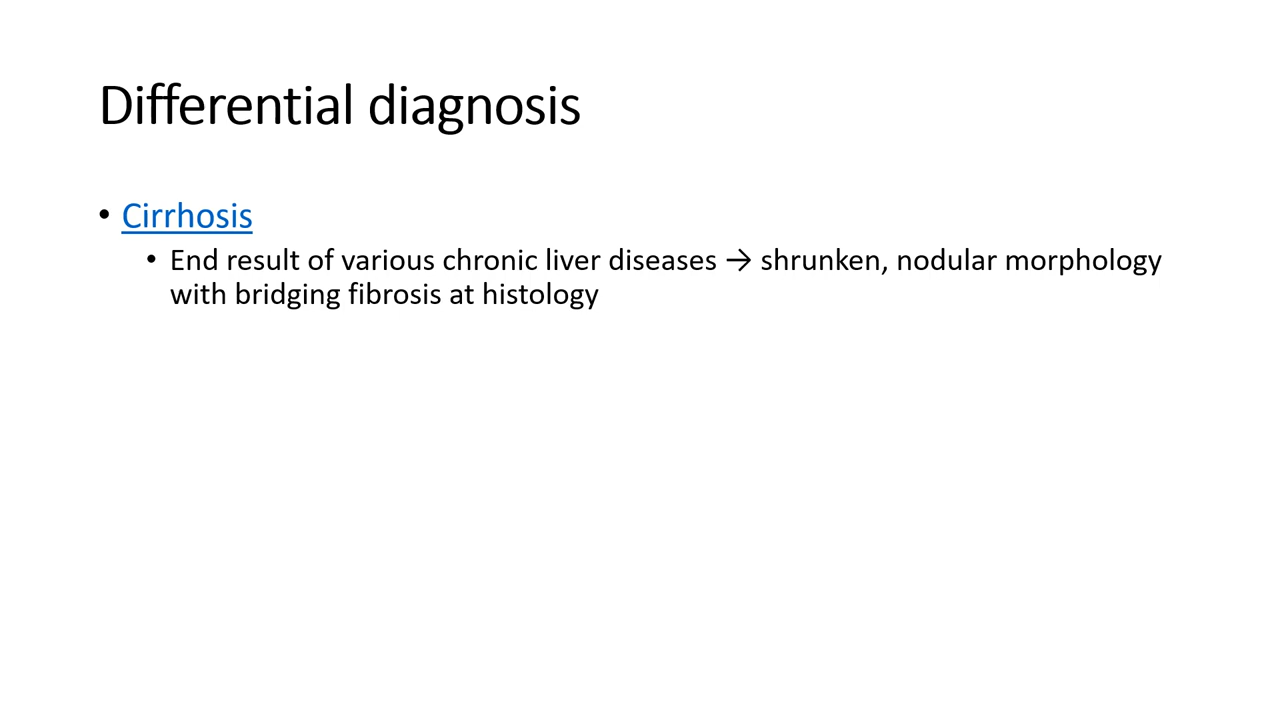 Differential diagnosis
• Cirrhosis
• End result of various chronic liver diseases → shrunken, nodular morphology
with bridging fibrosis at histology